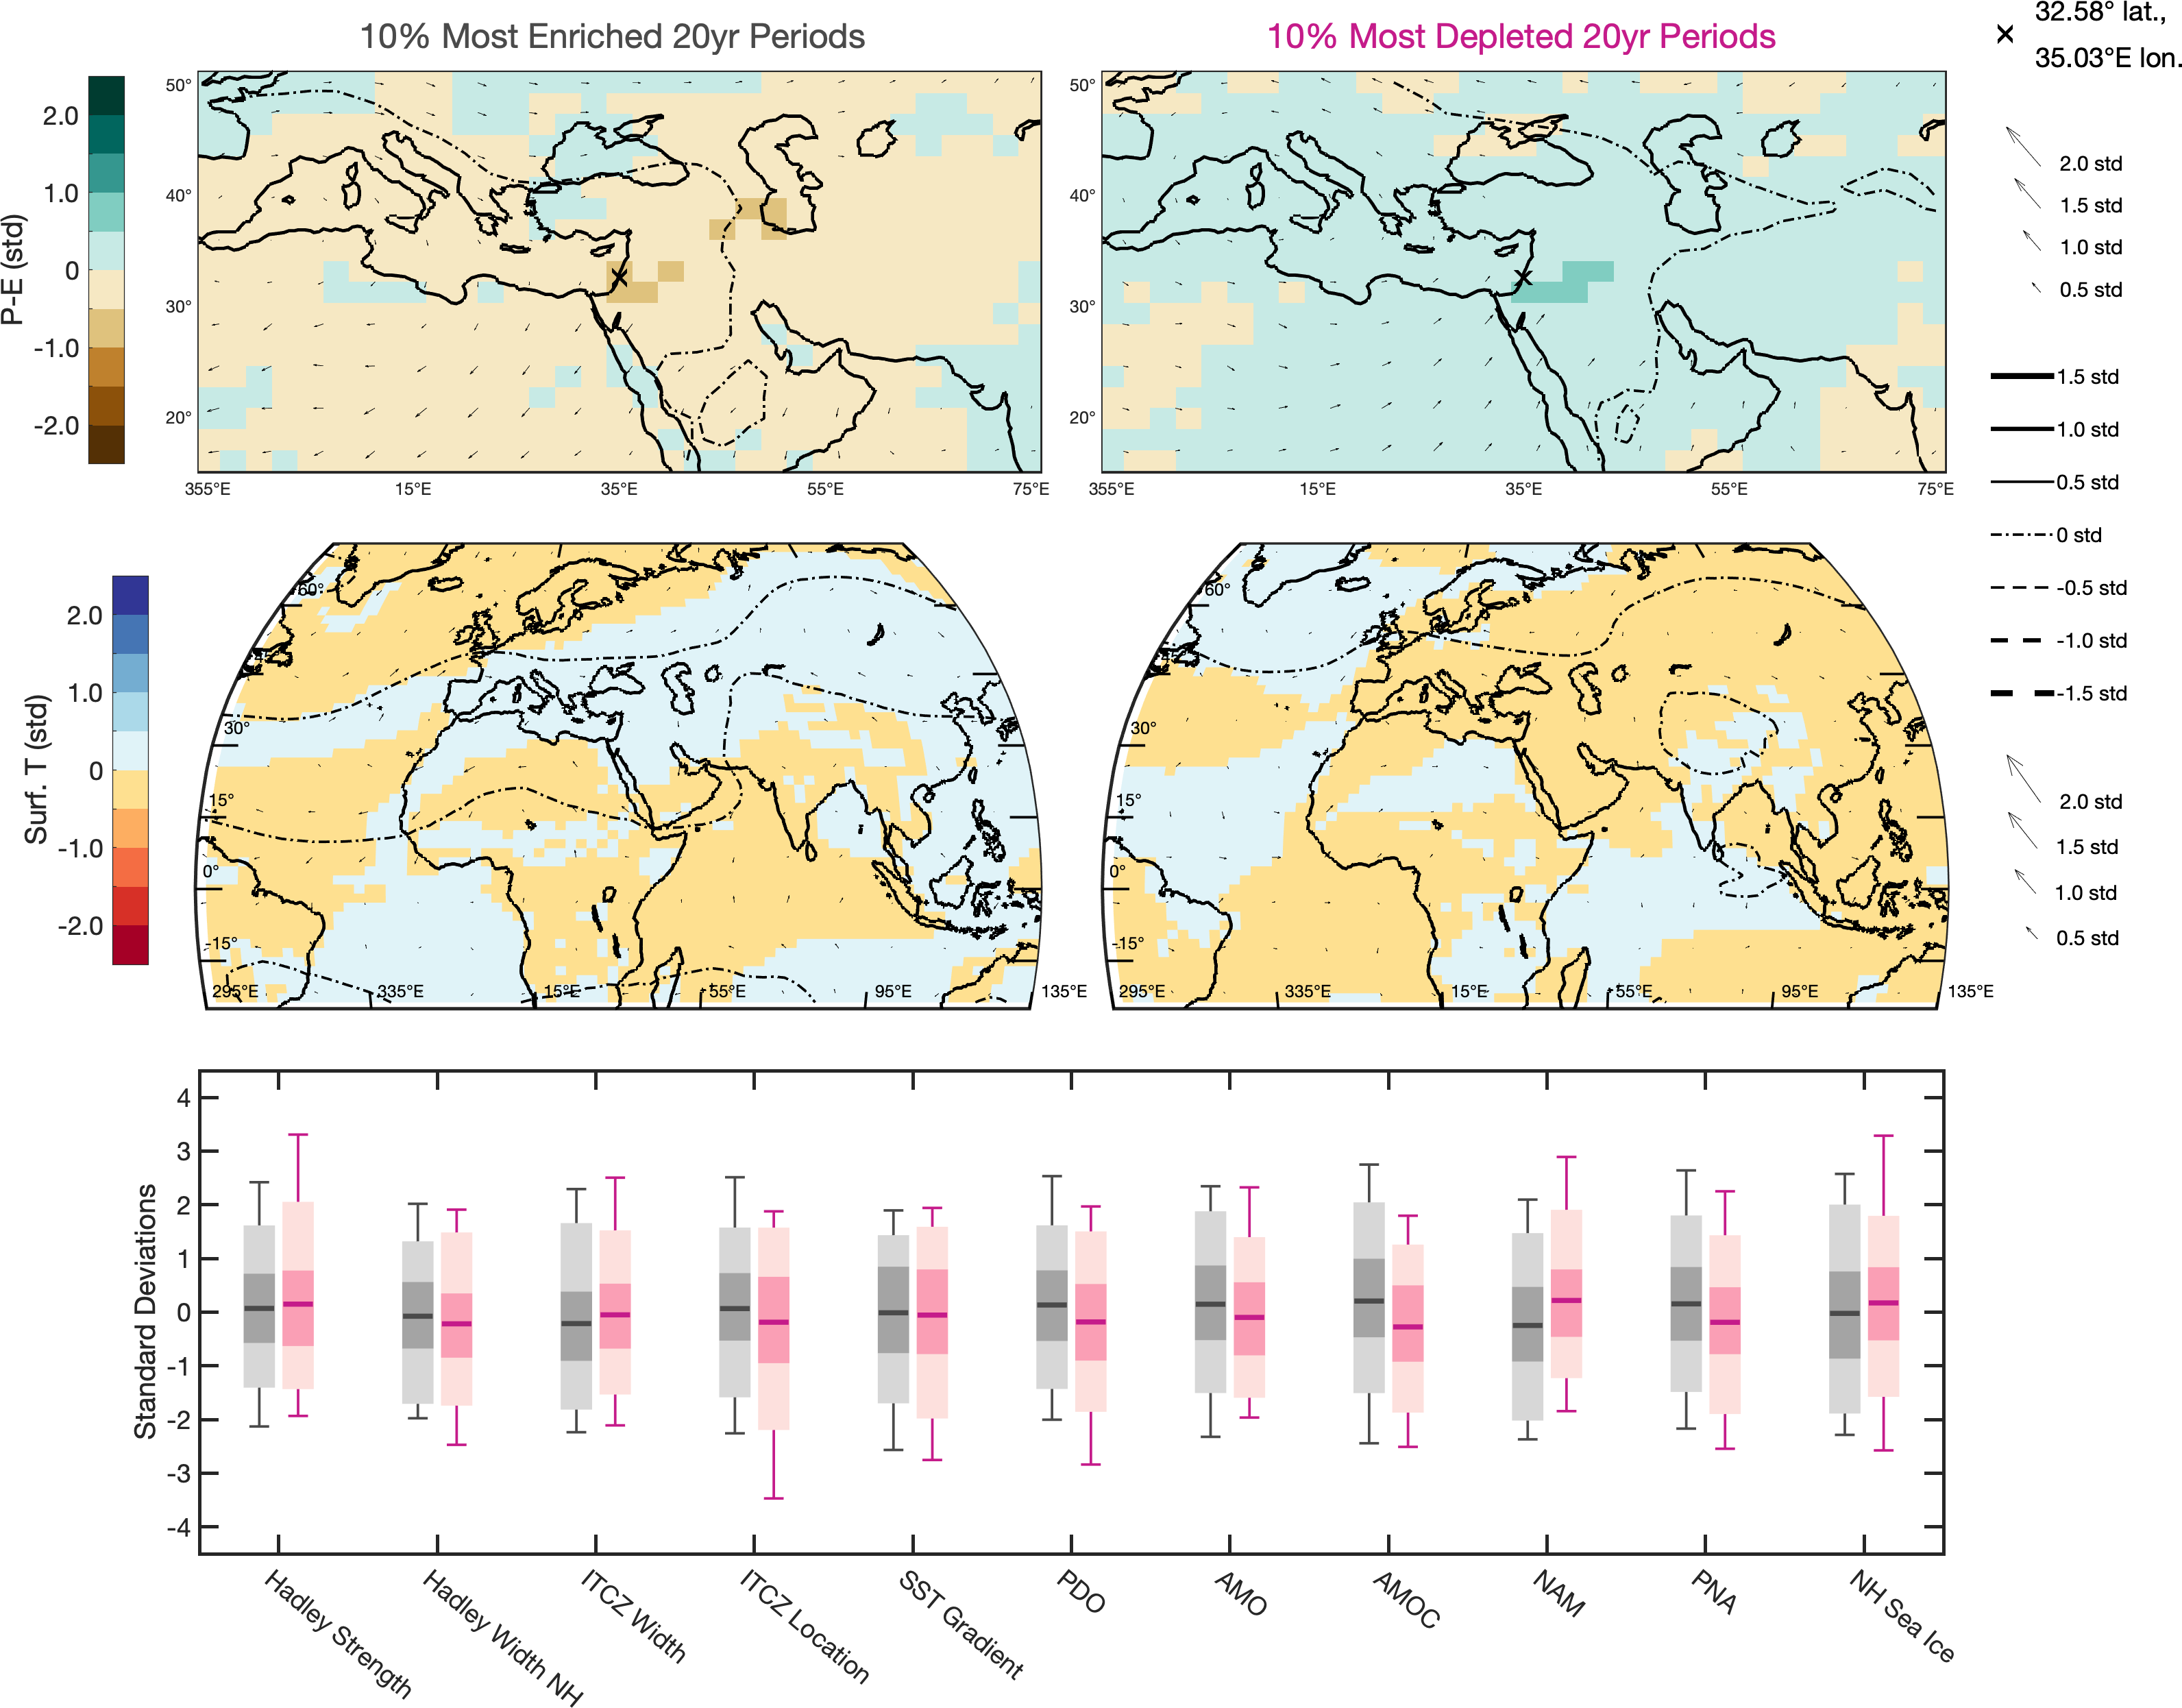 10% Most Enriched 20yr Periods
10% Most Depleted 20yr Periods
32.58° lat.,
35.03°E lon.
P-E (std)
2.0
1.0
0
-1.0
-2.0
50°
40°
30°
20°
355°E 15°E 35°E 55°E 75°E
50°
40°
30°
20°
355°E 15°E 35°E 55°E 75°E
2.0 std
1.5 std
1.0 std
0.5 std
1.5 std
1.0 std
0.5 std
0 std
-0.5 std
-1.0 std
-1.5 std
Surf. T (std)
2.0
1.0
0
-1.0
-2.0
60°
30°
15°
0°
-15°
295°E 335°E 15°E 55°E 95°E 135°E
60°
30°
15°
0°
-15°
295°E 335°E 15°E 55°E 95°E 135°E
2.0 std
1.5 std
1.0 std
0.5 std
Standard Deviations
4
3
2
1
0
-1
-2
-3
-4
Hadley Strength
Hadley Width NH
ITCZ Width
ITCZ Location
SST Gradient
PDO
AMO
AMOC
NAM
PNA
NH Sea Ice